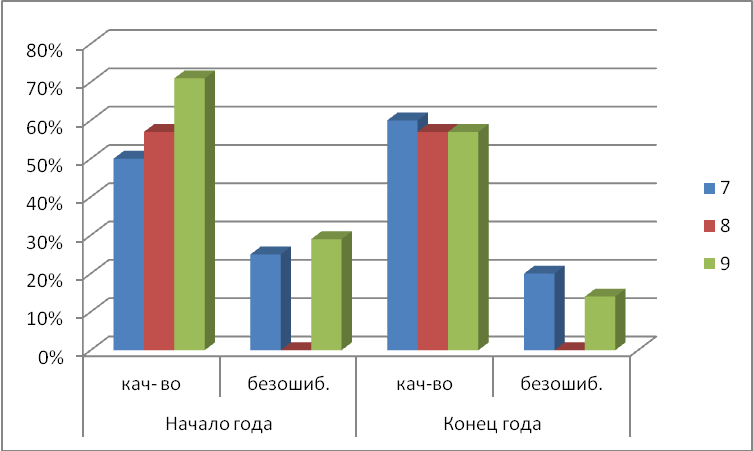 80%
70%
60%
50%
40%
30%
20%
10%
0%
7
8
9
кач- во
безошиб.
кач-во
безошиб.
Начало года
Конец года